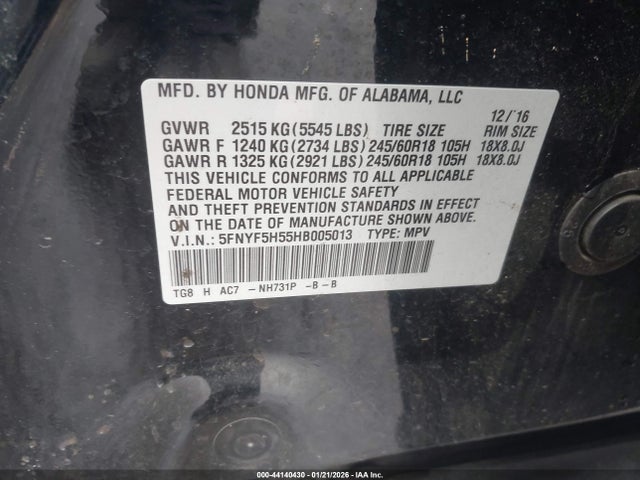 MFD. BY HONDA MFG. OF ALABAMA, LLC
12/'16
GVWR 2515 KG (5545 LBS) TIRE SIZE RIM SIZE
GAWR F 1240 KG (2734 LBS) 245/60R18 105H 18X8.0J
GAWR R 1325 KG (2921 LBS) 245/60R18 105H 18X8.0J
THIS VEHICLE CONFORMS TO ALL APPLICABLE
FEDERAL MOTOR VEHICLE SAFETY
AND THEFT PREVENTION STANDARDS IN EFFECT
ON THE DATE OF MANUFACTURE SHOWN ABOVE.
V.I.N.: 5FNYF5H55HB005013 TYPE: MPV
TG8 H AC7 - NH731P - B - B
000-44140430 - 01/21/2026 - IAA Inc.